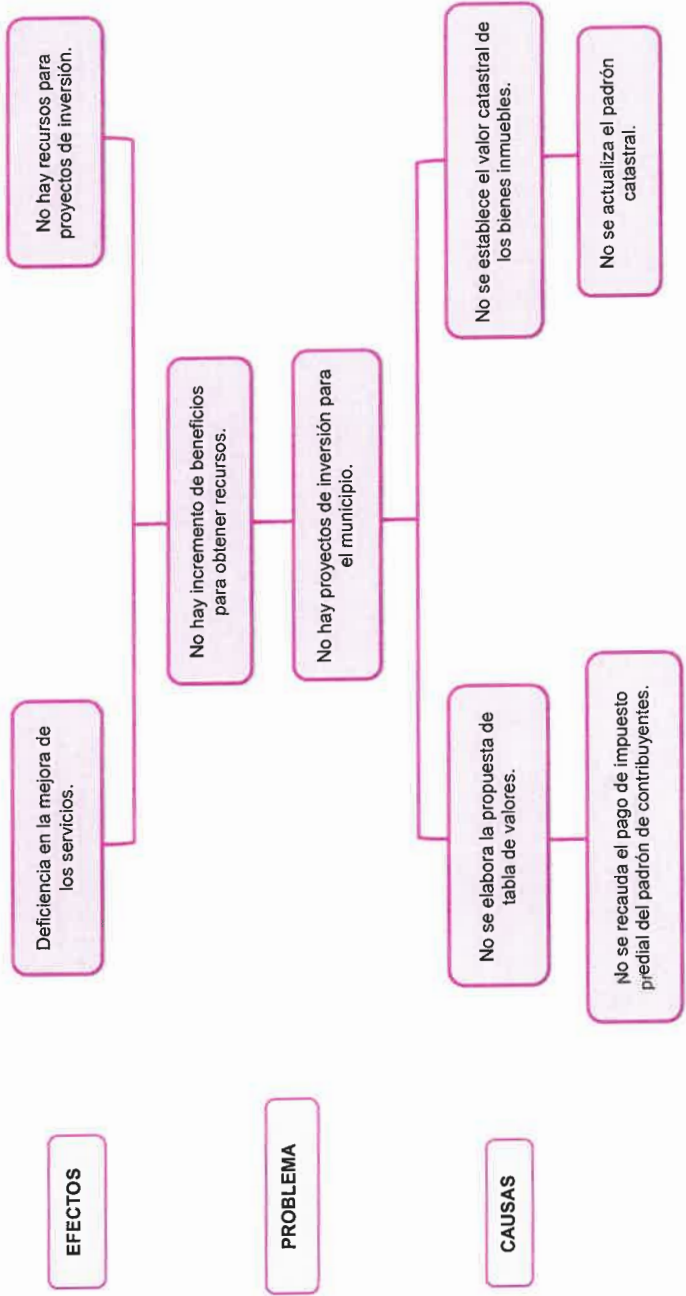 EFECTOS
Deficiencia en la mejora de
los servicios.
No hay recursos para
proyectos de inversión.
No hay incremento de beneficios
para obtener recursos.
PROBLEMA
No hay proyectos de inversión para
el municipio.
CAUSAS
No se elabora la propuesta de
tabla de valores.
No se establece el valor catastral de
los bienes inmuebles.
No se recauda el pago de impuesto
predial del padrón de contribuyentes.
No se actualiza el padrón
catastral.